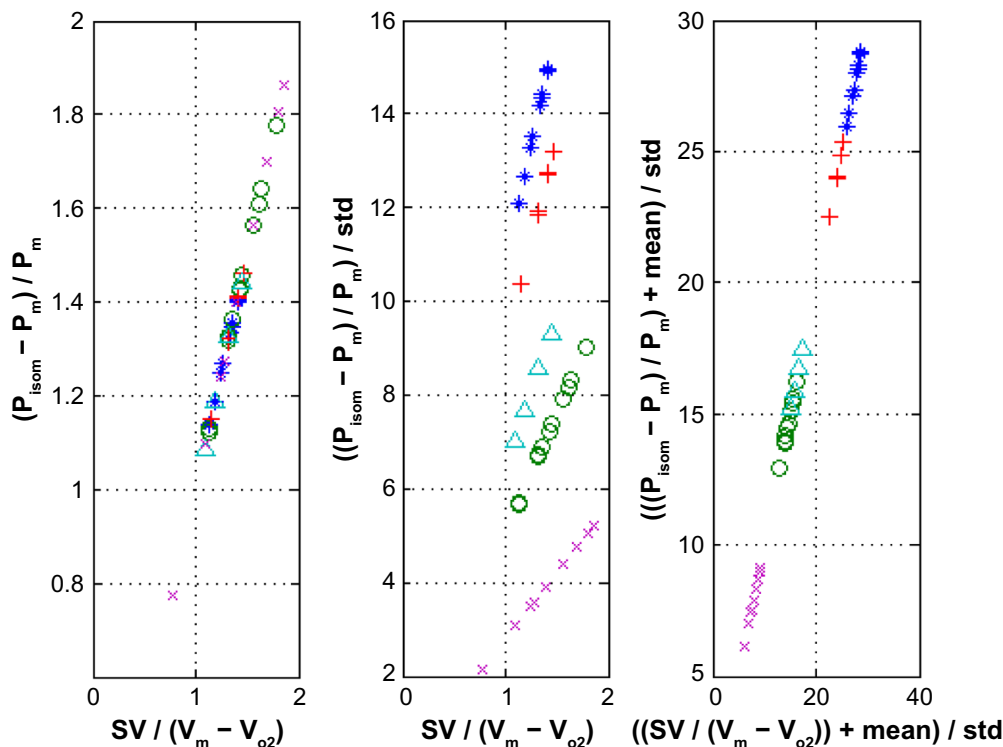 (P_isom – P_m) / P_m
2
1.8
1.6
1.4
1.2
1
0.8
0 1 2
SV / (V_m – V_o2)
((P_isom – P_m) / P_m) / std
16
14
12
10
8
6
4
2
0 1 2
SV / (V_m – V_o2)
(((P_isom – P_m) / P_m) + mean) / std
30
25
20
15
10
5
0 10 20 30 40
((SV / (V_m – V_o2)) + mean) / std